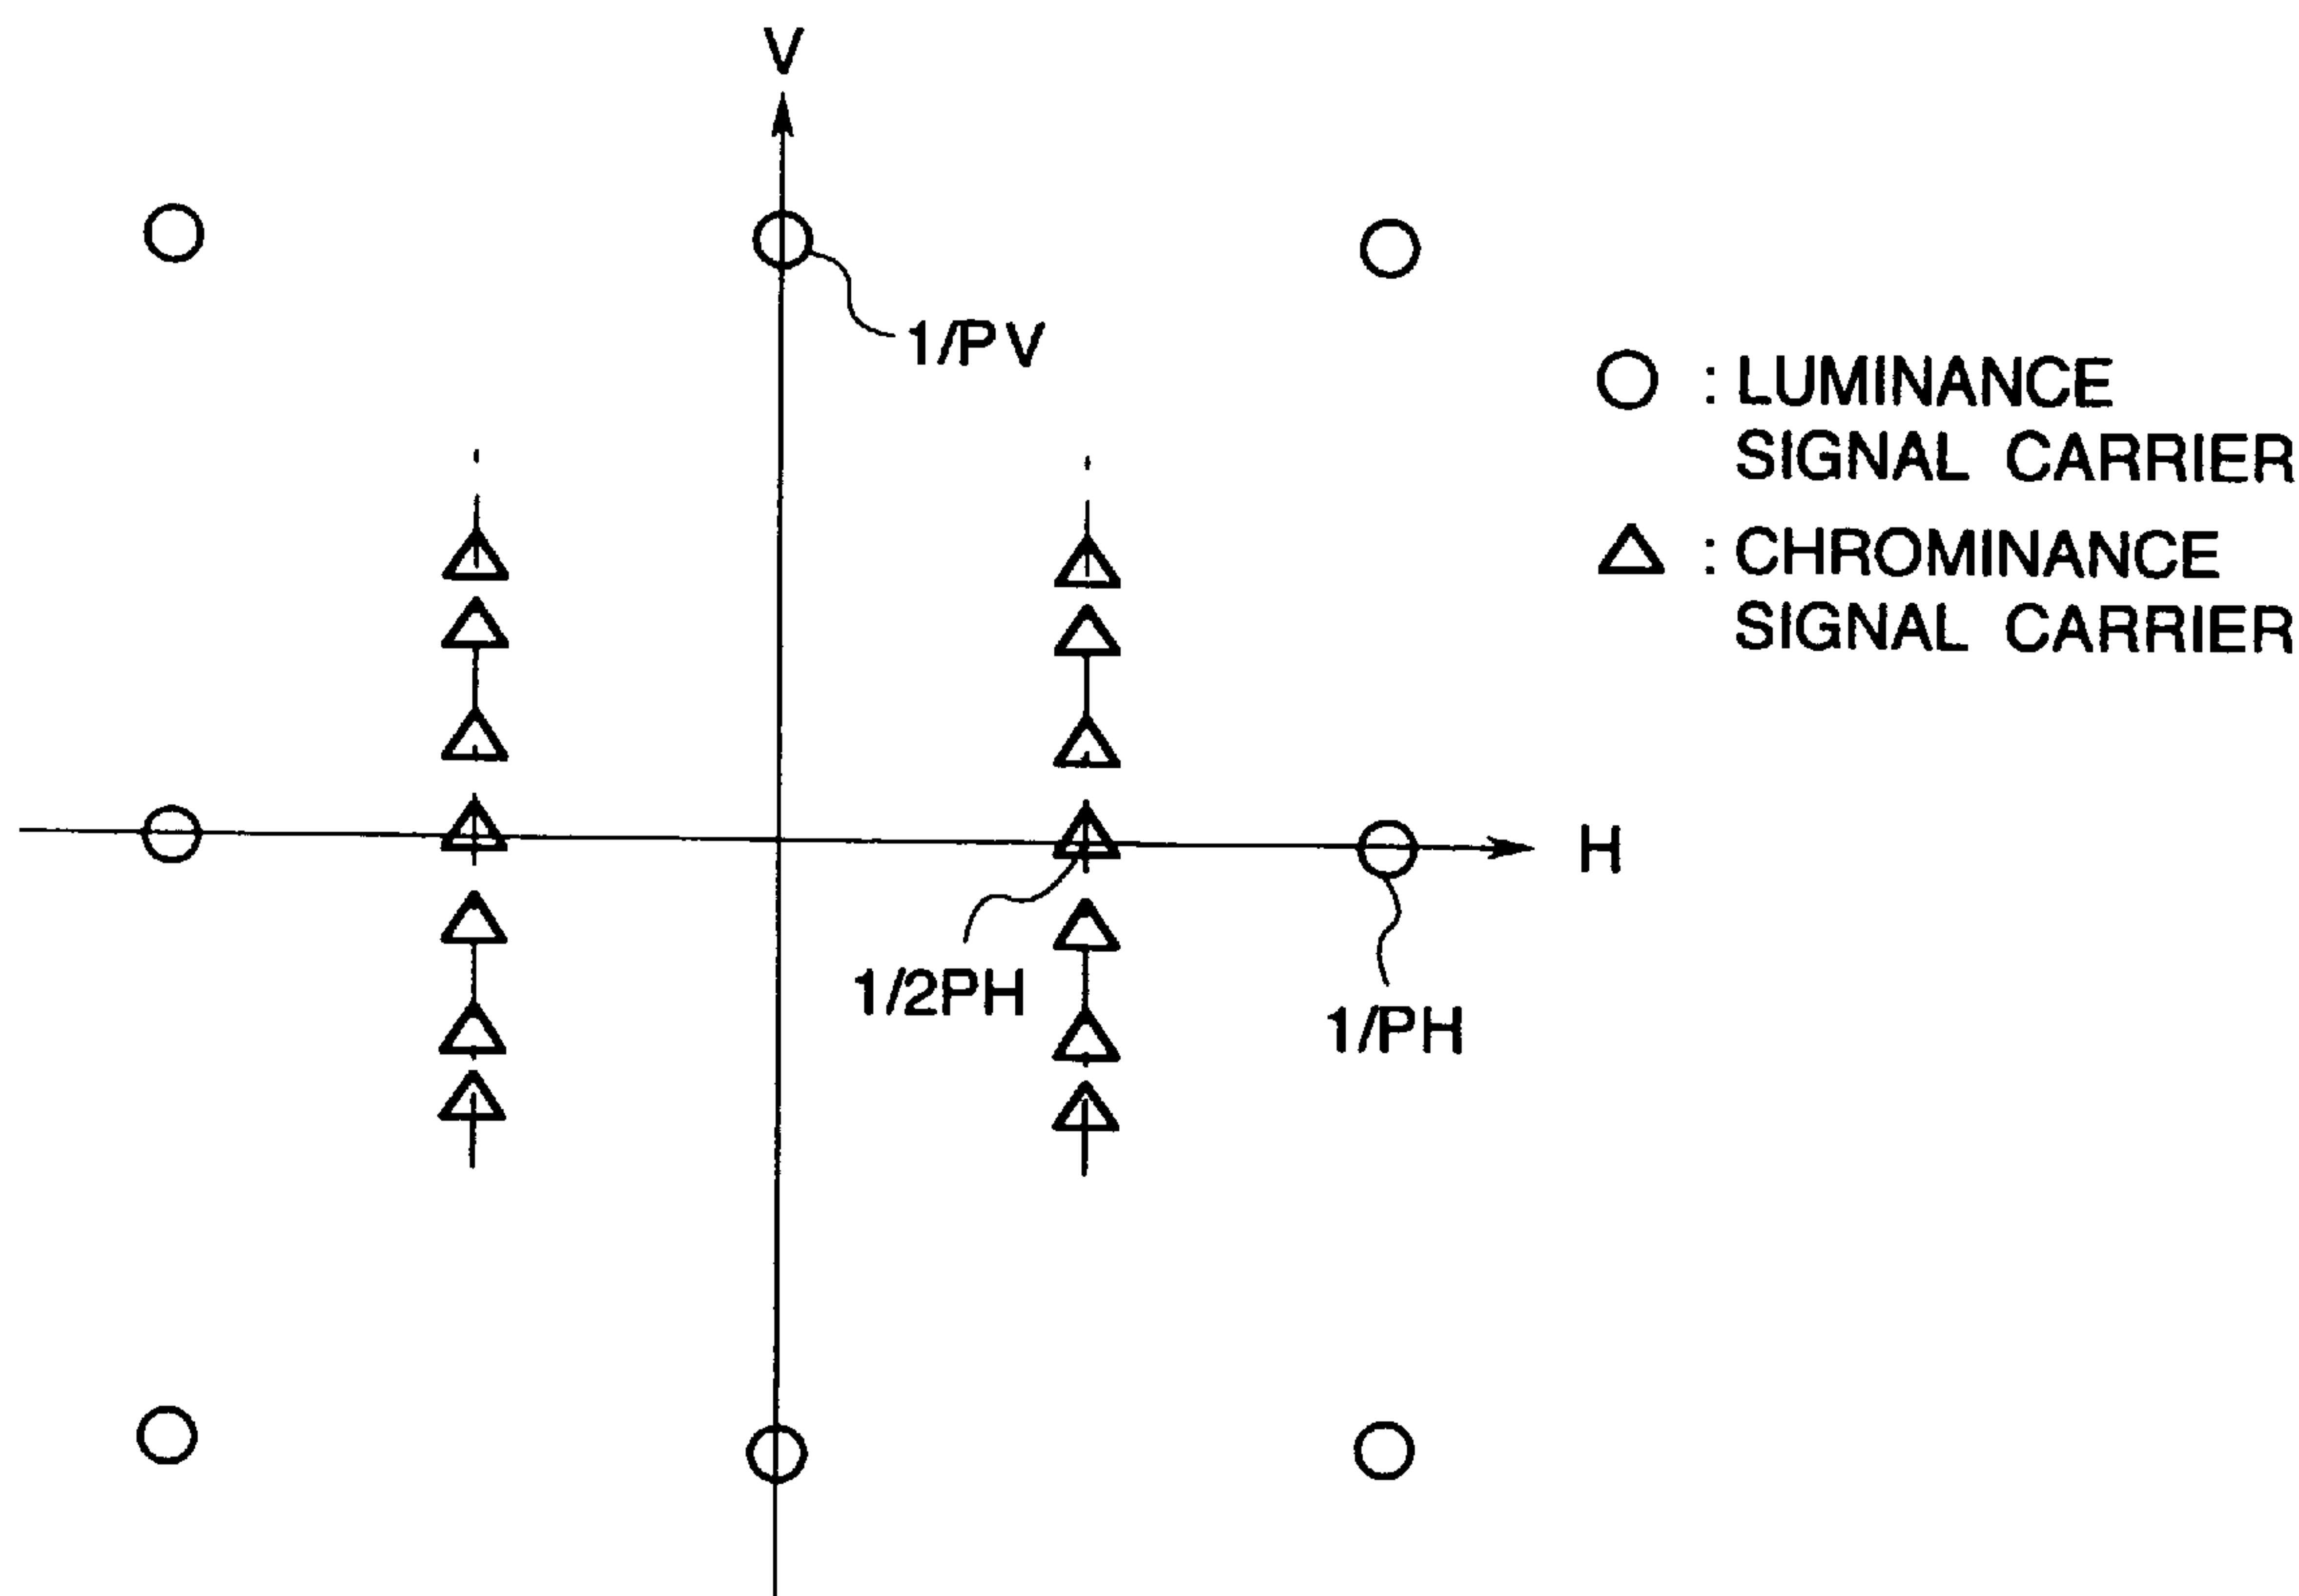 V
1/PV
: LUMINANCE
SIGNAL CARRIER
: CHROMINANCE
SIGNAL CARRIER
H
1/2PH
1/PH